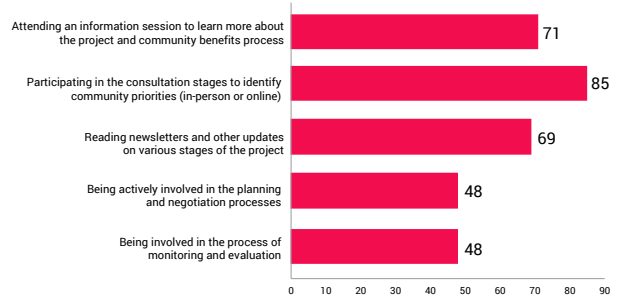 Attending an information session to learn more about
the project and community benefits process
71
Participating in the consultation stages to identify
community priorities (in-person or online)
85
Reading newsletters and other updates
on various stages of the project
69
Being actively involved in the planning
and negotiation processes
48
Being involved in the process of
monitoring and evaluation
48
0 10 20 30 40 50 60 70 80 90